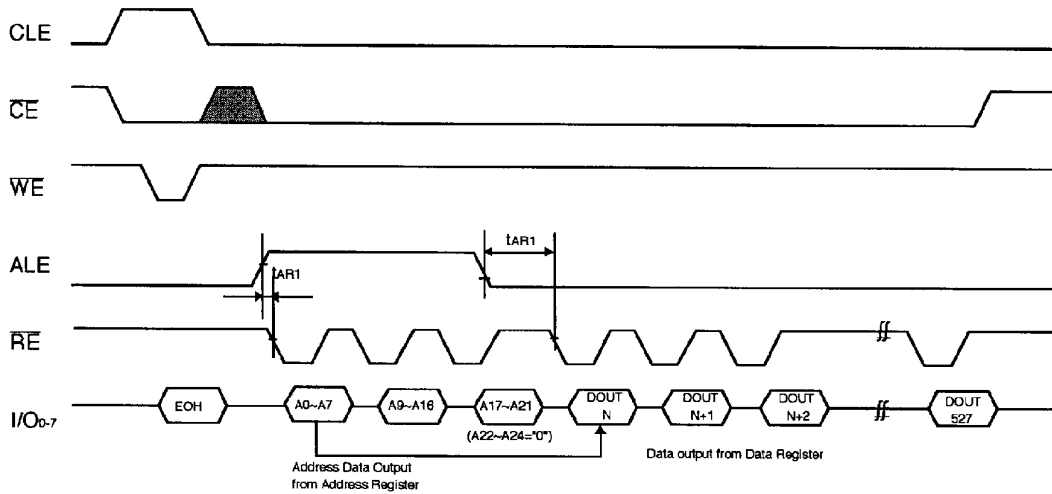 CLE
CE
WE
tAR1
ALE
tAR1
RE
I/O0-7
EOH
A0~A7
A9~A16
A17~A21
DOUT
N
DOUT
N+1
DOUT
N+2
DOUT
527
(A22~A24="0")
Address Data Output
from Address Register
Data output from Data Register